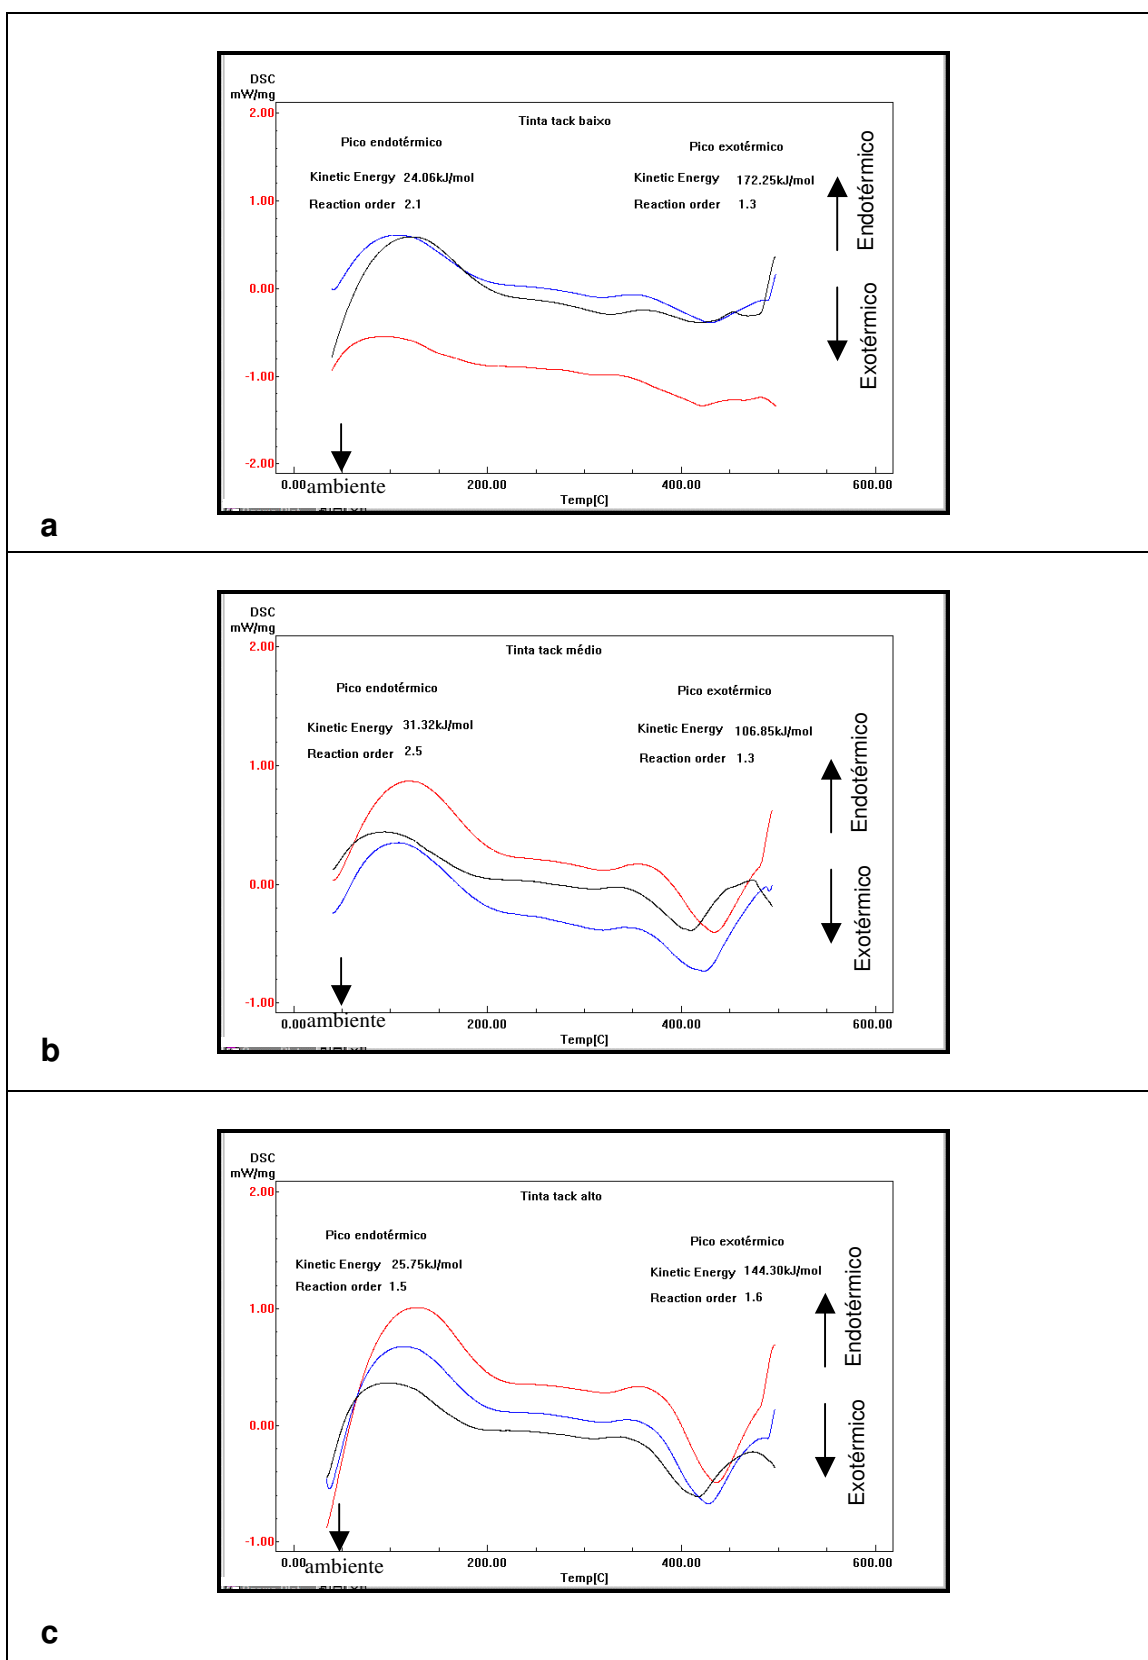 DSC
mW/mg
2.00
Tinta tack baixo
Pico endotérmico
Pico exotérmico
Kinetic Energy 24.06kJ/mol
Kinetic Energy 172.25kJ/mol
Reaction order 2.1
Reaction order 1.3
1.00
0.00
-1.00
-2.00
Endotérmico
Exotérmico
0.00
ambiente
200.00
400.00
600.00
Temp[C]
a
DSC
mW/mg
2.00
Tinta tack médio
Pico endotérmico
Pico exotérmico
Kinetic Energy 31.32kJ/mol
Kinetic Energy 106.85kJ/mol
Reaction order 2.5
Reaction order 1.3
1.00
0.00
-1.00
Endotérmico
Exotérmico
0.00
ambiente
200.00
400.00
600.00
Temp[C]
b
DSC
mW/mg
2.00
Tinta tack alto
Pico endotérmico
Pico exotérmico
Kinetic Energy 25.75kJ/mol
Kinetic Energy 144.30kJ/mol
Reaction order 1.5
Reaction order 1.6
1.00
0.00
-1.00
Endotérmico
Exotérmico
0.00
ambiente
200.00
400.00
600.00
Temp[C]
c